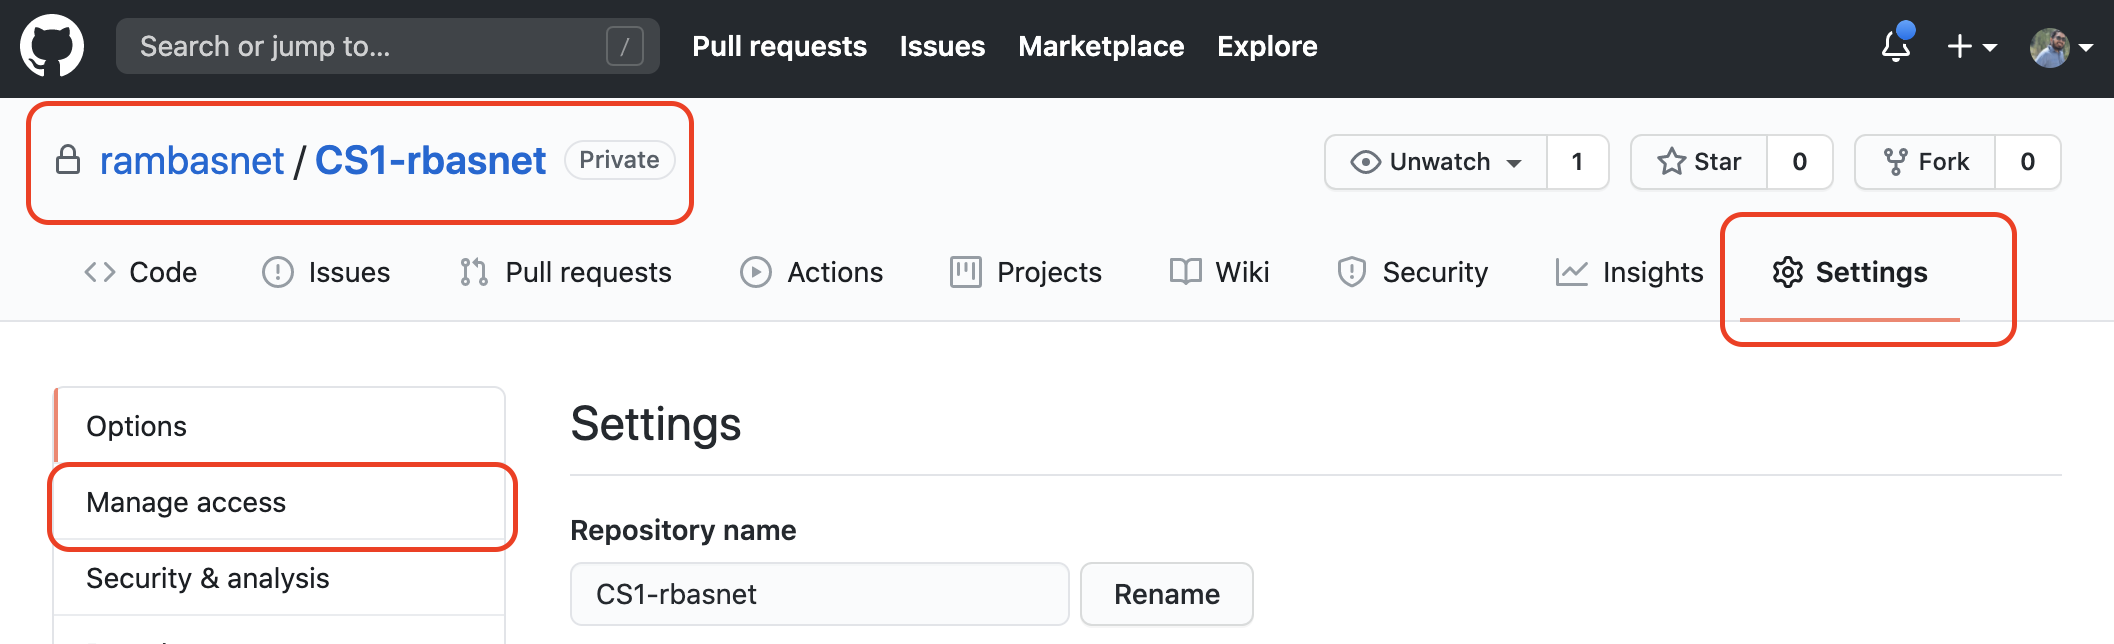 Search or jump to... / Pull requests Issues Marketplace Explore
rambasnet / CS1-rbasnet Private Unwatch 1 Star 0 Fork 0
Code Issues Pull requests Actions Projects Wiki Security Insights Settings
Options
Settings
Manage access
Repository name
Security & analysis
CS1-rbasnet Rename